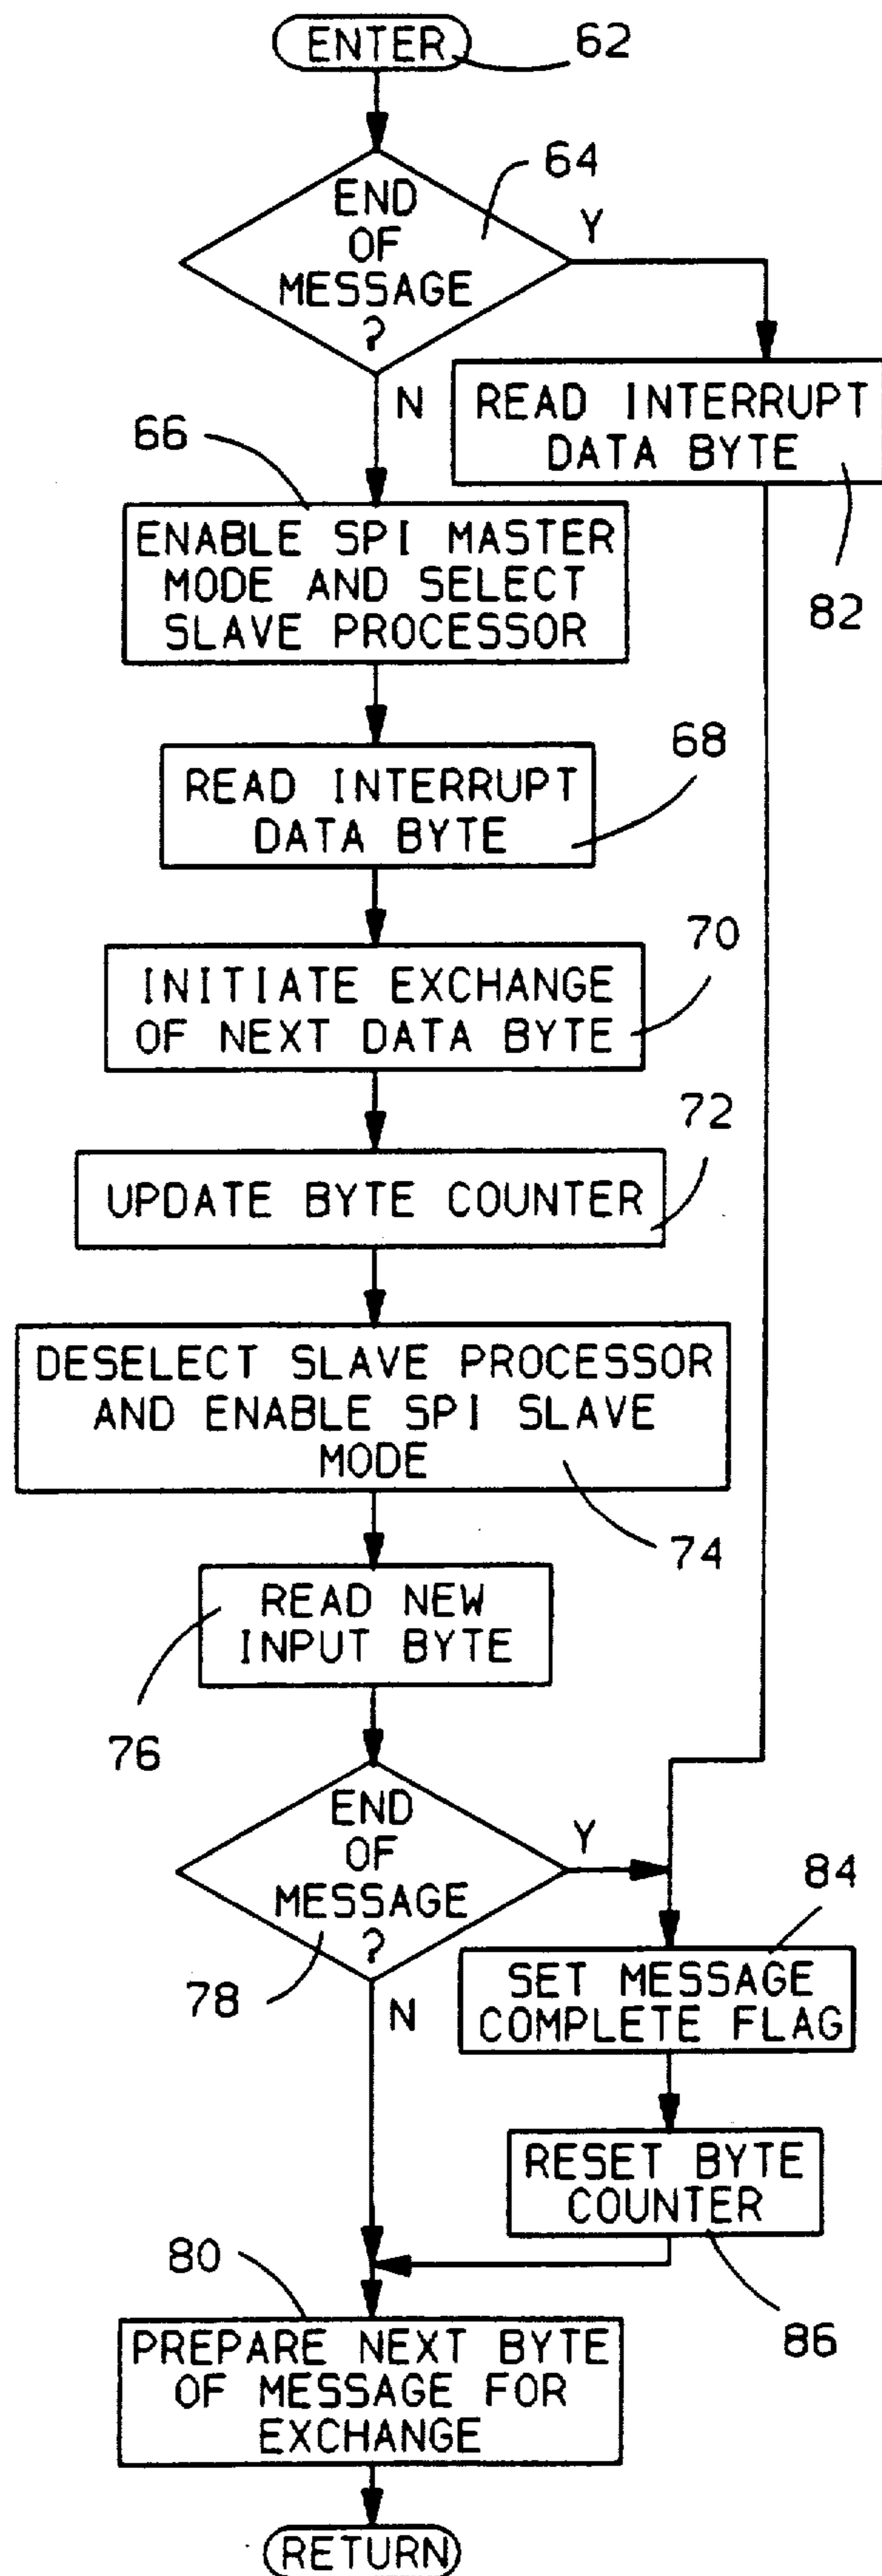 ENTER
62
64
END
OF
MESSAGE
?
Y
N
READ INTERRUPT
DATA BYTE
82
66
ENABLE SPI MASTER
MODE AND SELECT
SLAVE PROCESSOR
68
READ INTERRUPT
DATA BYTE
70
INITIATE EXCHANGE
OF NEXT DATA BYTE
72
UPDATE BYTE COUNTER
DESELECT SLAVE PROCESSOR
AND ENABLE SPI SLAVE
MODE
74
READ NEW
INPUT BYTE
76
END
OF
MESSAGE
?
Y
78
N
84
SET MESSAGE
COMPLETE FLAG
RESET BYTE
COUNTER
86
80
PREPARE NEXT BYTE
OF MESSAGE FOR
EXCHANGE
RETURN